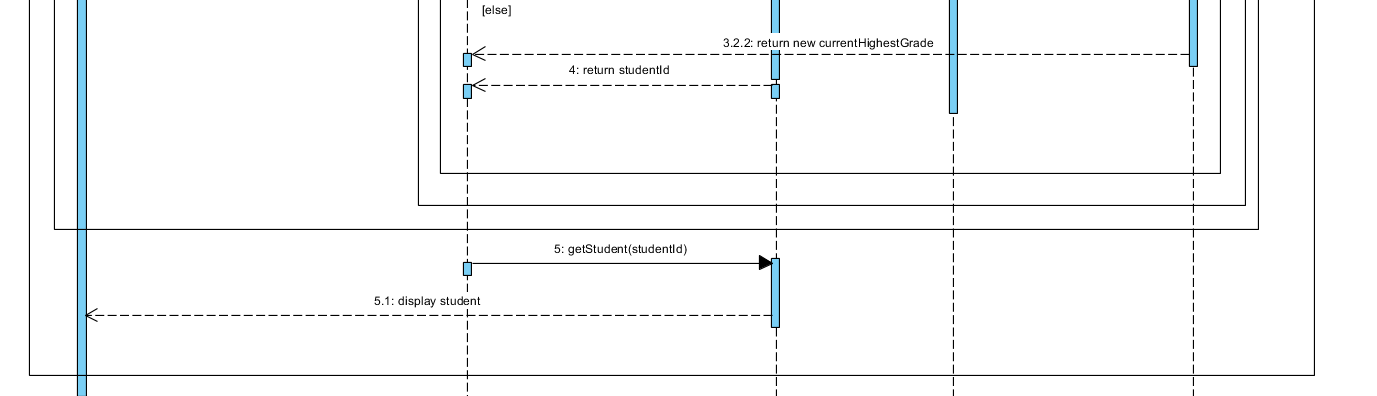 [else]
3.2.2: return new currentHighestGrade
4: return studentId
5: getStudent(studentId)
5.1: display student